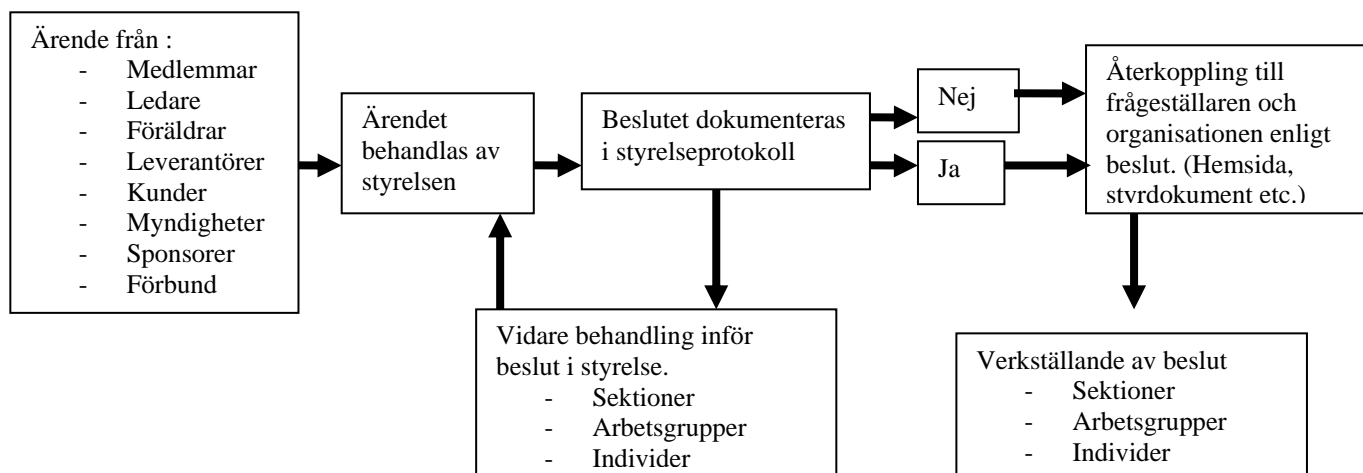 Ärende från :
- Medlemmar
- Ledare
- Föräldrar
- Leverantörer
- Kunder
- Myndigheter
- Sponsorer
- Förbund
Ärendet
behandlas av
styrelsen
Beslutet dokumenteras
i styrelseprotokoll
Nej
Ja
Återkoppling till
frågeställaren och
organisationen enligt
beslut. (Hemsida,
styrdokument etc.)
Vidare behandling inför
beslut i styrelse.
- Sektioner
- Arbetsgrupper
- Individer
Verkställande av beslut
- Sektioner
- Arbetsgrupper
- Individer